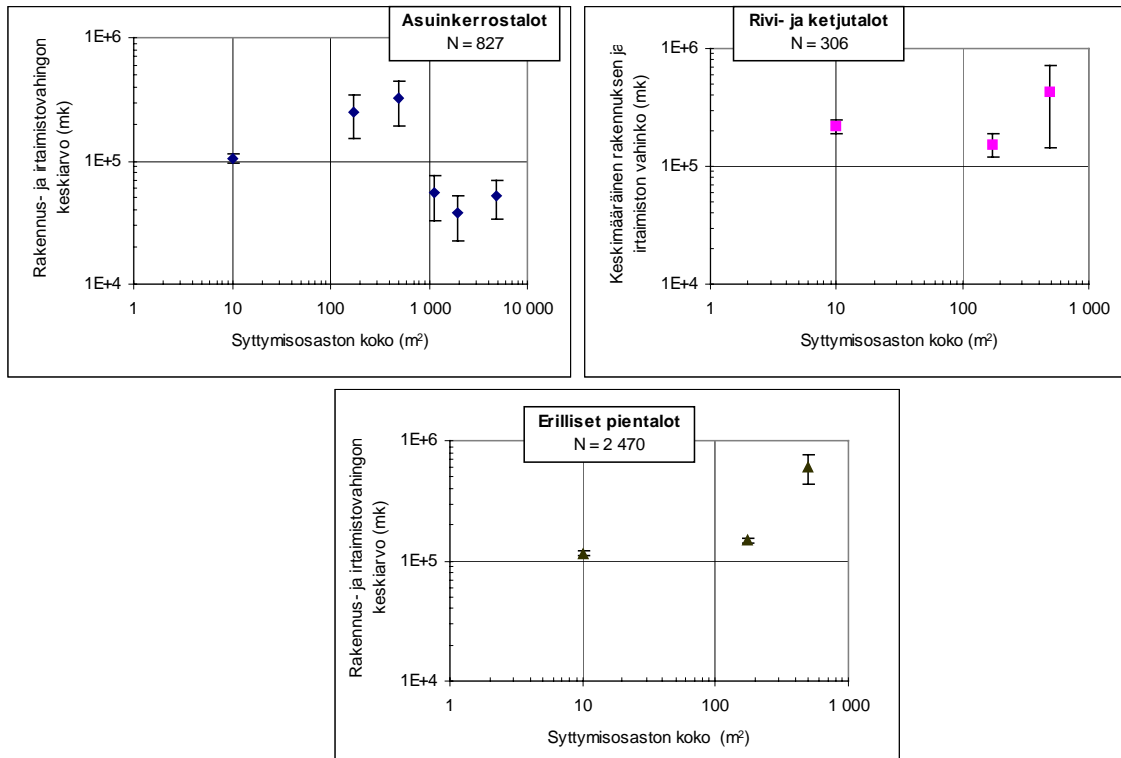 Asuinkerrostalot
N = 827
Rakennus- ja irtaimistovahingon
keskiarvo (mk)
1E+6
1E+5
1E+4
1
10
100
1 000
10 000
Syttymisosaston koko (m²)
Rivi- ja ketjutalot
N = 306
Keskimääräinen rakennuksen ja
irtaimiston vahinko (mk)
1E+6
1E+5
1E+4
1
10
100
1 000
Syttymisosaston koko (m²)
Erilliset pientalot
N = 2 470
Rakennus- ja irtaimistovahingon
keskiarvo (mk)
1E+6
1E+5
1E+4
1
10
100
1 000
Syttymisosaston koko (m²)